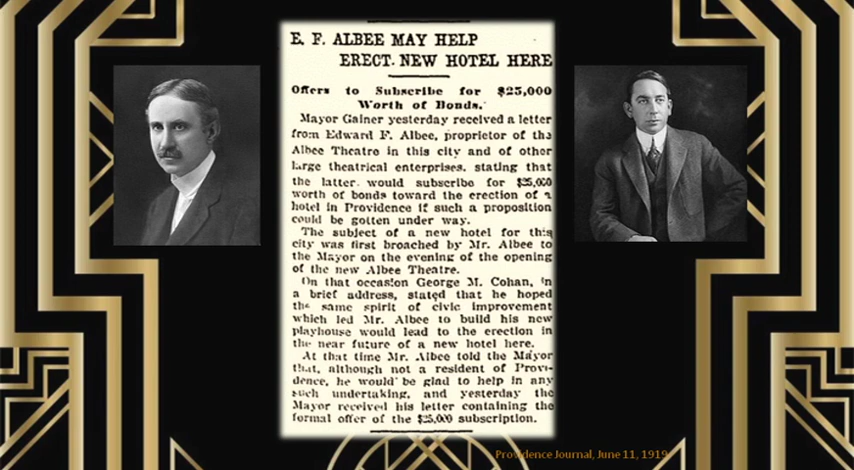 E. F. ALBEE MAY HELP
ERECT. NEW HOTEL HERE
Offers to Subscribe for $25,000
Worth of Bonds.
Mayor Gainer yesterday received a letter
from Edward F. Albee, proprietor of the
Albee Theatre in this city and of other
large theatrical enterprises, stating that
the latter would subscribe for $25,000
worth of bonds toward the erection of a
hotel in Providence if such a proposition
could be gotten under way.
The subject of a new hotel for this
city was first broached by Mr. Albee to
the Mayor on the evening of the opening
of the new Albee Theatre.
On that occasion George M. Cohan, in
a brief address, stated that he hoped
the same spirit of civic improvement
which led Mr. Albee to build his new
playhouse would lead to the erection in
the near future of a new hotel here.
At that time Mr. Albee told the Mayor
that, although not a resident of Provi-
dence, he would be glad to help in any
such undertaking, and yesterday the
Mayor received his letter containing the
formal offer of the $25,000 subscription.
Providence Journal, June 11, 1919